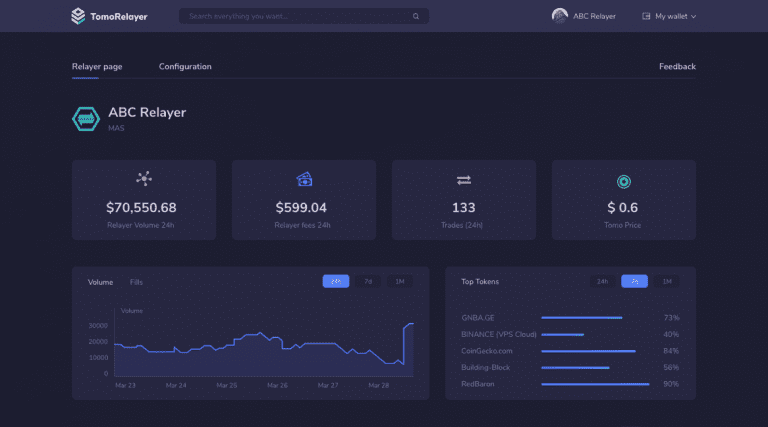 TomoRelayer
Search everything you want...
ABC Relayer
My wallet
Relayer page
Configuration
Feedback
ABC Relayer
MAS
$70,550.68
Relayer Volume 24h
$599.04
Relayer fees 24h
133
Trades (24h)
$ 0.6
Tomo Price
Volume
Fills
24h
7d
1M
Volume
30000
20000
10000
0
Mar 23
Mar 24
Mar 25
Mar 26
Mar 27
Mar 28
Top Tokens
24h
7d
1M
GNBA.GE
73%
BINANCE (VPS Cloud)
40%
CoinGecko.com
84%
Building-Block
56%
RedBaron
90%